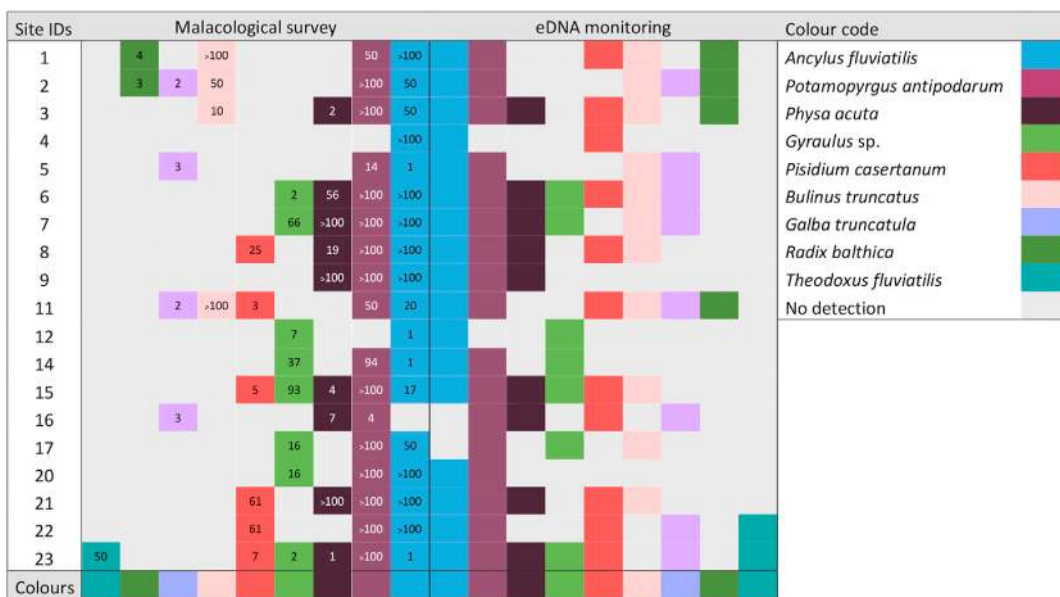 Site IDs Malacological survey eDNA monitoring Colour code
1 4 >100 50 >100 Ancylus fluviatilis
2 3 2 50 >100 50 Potamopyrgus antipodarum
3 10 2 >100 50 Physa acuta
4 >100 Gyraulus sp.
5 3 14 1 Pisidium casertanum
6 2 56 >100 >100 Bulinus truncatus
7 66 >100 >100 >100 Galba truncatula
8 25 19 >100 >100 Radix balthica
9 >100 >100 >100 Theodoxus fluviatilis
11 2 >100 3 50 20 No detection
12 7 1
14 37 94 1
15 5 93 4 >100 17
16 3 7 4
17 16 >100 50
20 16 >100 >100
21 61 >100 >100 >100
22 61 >100 >100
23 50 7 2 1 >100 1
Colours